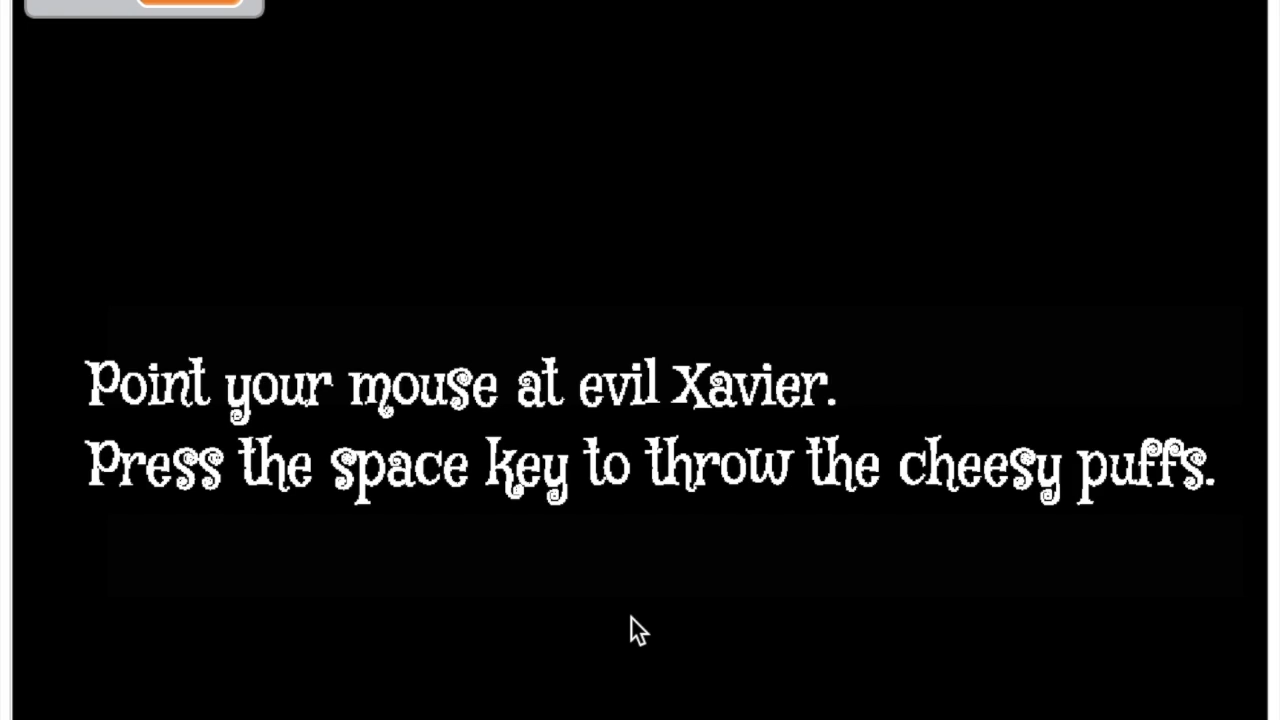 Point your mouse at evil Xavier.
Press the space key to throw the cheesy puffs.